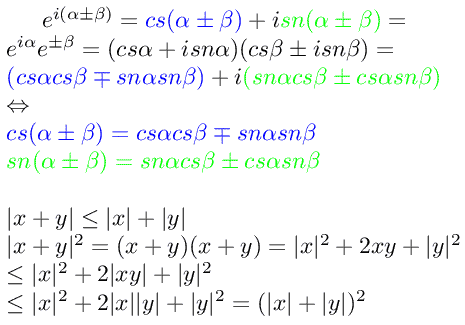 e^{i(α±β)} = cs(α ± β) + isn(α ± β) =
e^{iα}e^{±β} = (csα + isnα)(csβ ± isnβ) =
(csαcsβ ∓ snαsnβ) + i(snαcsβ ± csαsnβ)
⇔
cs(α ± β) = csαcsβ ∓ snαsnβ
sn(α ± β) = snαcsβ ± csαsnβ
|x + y| ≤ |x| + |y|
|x + y|² = (x + y)(x + y) = |x|² + 2xy + |y|²
≤ |x|² + 2|xy| + |y|²
≤ |x|² + 2|x||y| + |y|² = (|x| + |y|)²